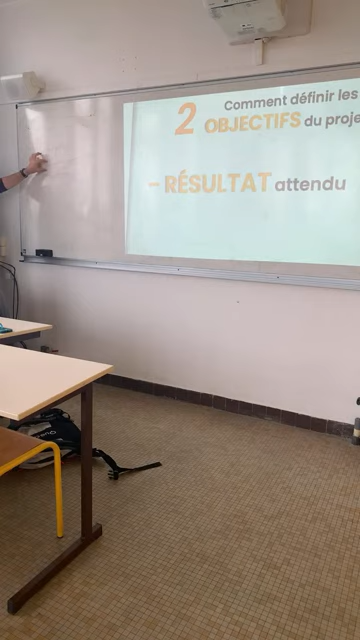 2 Comment définir les
OBJECTIFS du proje
– RÉSULTAT attendu